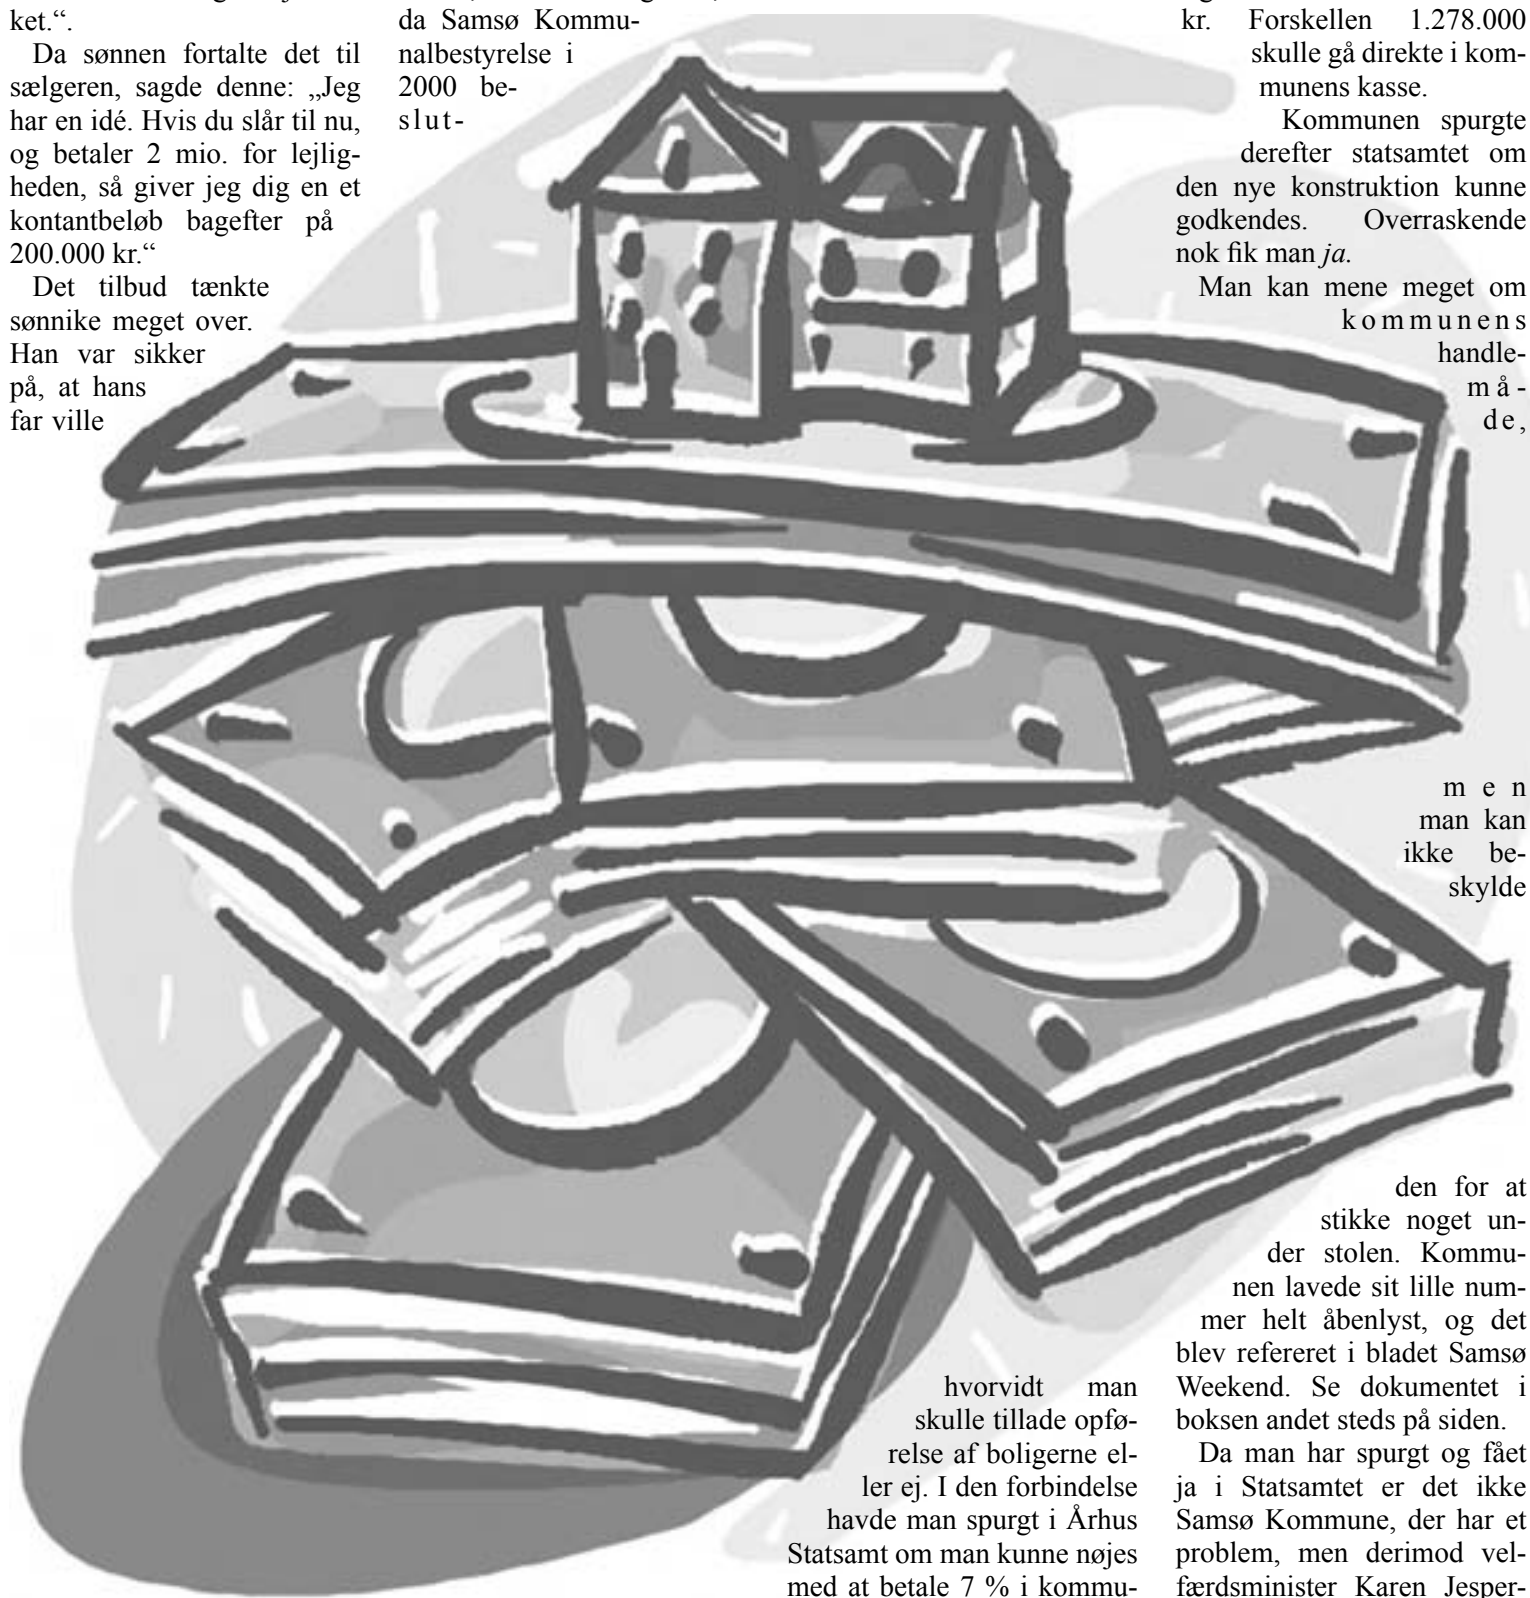 ket.“.
Da sønnen fortalte det til
sælgeren, sagde denne: „Jeg
har en idé. Hvis du slår til nu,
og betaler 2 mio. for lejlig-
heden, så giver jeg dig en et
kontantbeløb bagefter på
200.000 kr.“
Det tilbud tænkte
sønnike meget over.
Han var sikker
på, at hans
far ville
da Samsø Kommu-
nalbestyrelse i
2000 be-
slut-
hvorvidt man
skulle tillade opfø-
relse af boligerne el-
ler ej. I den forbindelse
havde man spurgt i Århus
Statsamt om man kunne nøjes
med at betale 7 % i kommu-
kr. Forskellen 1.278.000
skulle gå direkte i kom-
munens kasse.
Kommunen spurgte
derefter statsamtet om
den nye konstruktion kunne
godkendes. Overraskende
nok fik man ja.
Man kan mene meget om
kommunens
handle-
må-
de,
men
man kan
ikke be-
skylde
den for at
stikke noget un-
der stolen. Kommu-
nen lavede sit lille num-
mer helt åbenlyst, og det
blev refereret i bladet Samsø
Weekend. Se dokumentet i
boksen andet steds på siden.
Da man har spurgt og fået
ja i Statsamtet er det ikke
Samsø Kommune, der har et
problem, men derimod vel-
færdsminister Karen Jesper-